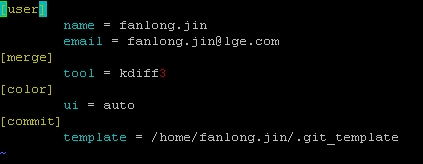 [user]
name = fanlong.jin
email = fanlong.jin@lge.com
[merge]
tool = kdiff3
[color]
ui = auto
[commit]
template = /home/fanlong.jin/.git_template
~